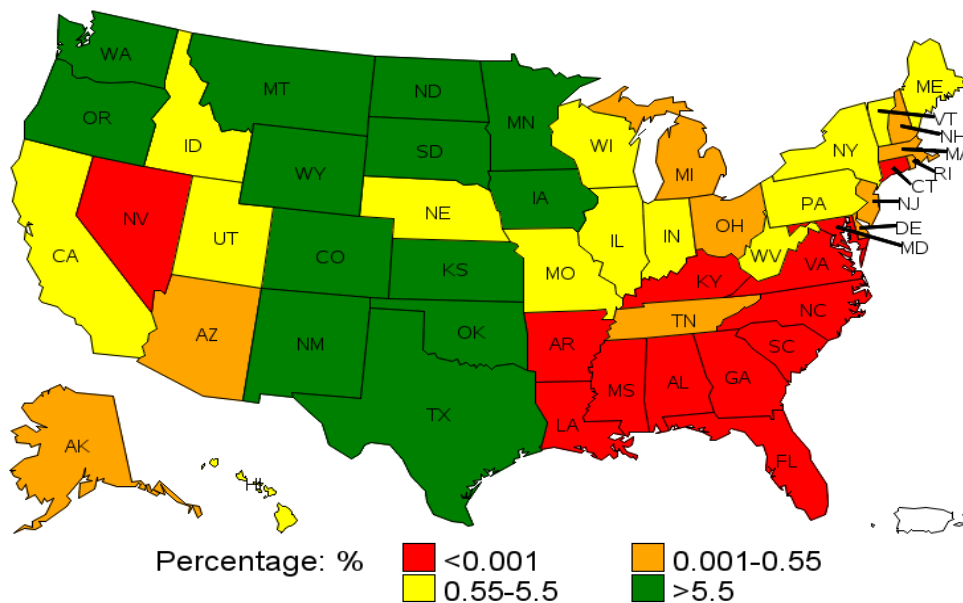 WA
MT
ND
MN
OR
ID
SD
WY
WI
MI
ME
VT
NH
MA
RI
CT
NJ
DE
MD
NY
PA
IA
NE
NV
UT
CA
CO
KS
MO
IL
IN
OH
WV
VA
KY
NC
TN
SC
AZ
NM
OK
AR
TX
LA
MS
AL
GA
FL
AK
HI
Percentage: %
<0.001
0.001-0.55
0.55-5.5
>5.5